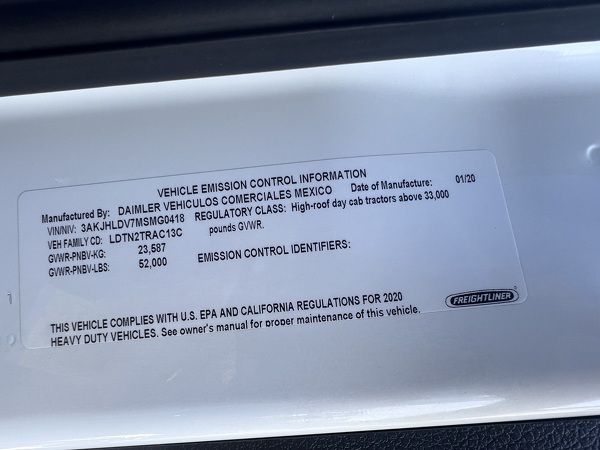 VEHICLE EMISSION CONTROL INFORMATION
Manufactured By: DAIMLER VEHICULOS COMERCIALES MEXICO Date of Manufacture: 01/20
VIN/NIV: 3AKJHLDV7MSMG0418 REGULATORY CLASS: High-roof day cab tractors above 33,000
VEH FAMILY CD: LDTN2TRAC13C pounds GVWR.
GVWR-PNBV-KG: 23,587
GVWR-PNBV-LBS: 52,000 EMISSION CONTROL IDENTIFIERS:
THIS VEHICLE COMPLIES WITH U.S. EPA AND CALIFORNIA REGULATIONS FOR 2020
HEAVY DUTY VEHICLES. See owner's manual for proper maintenance of this vehicle.
FREIGHTLINER